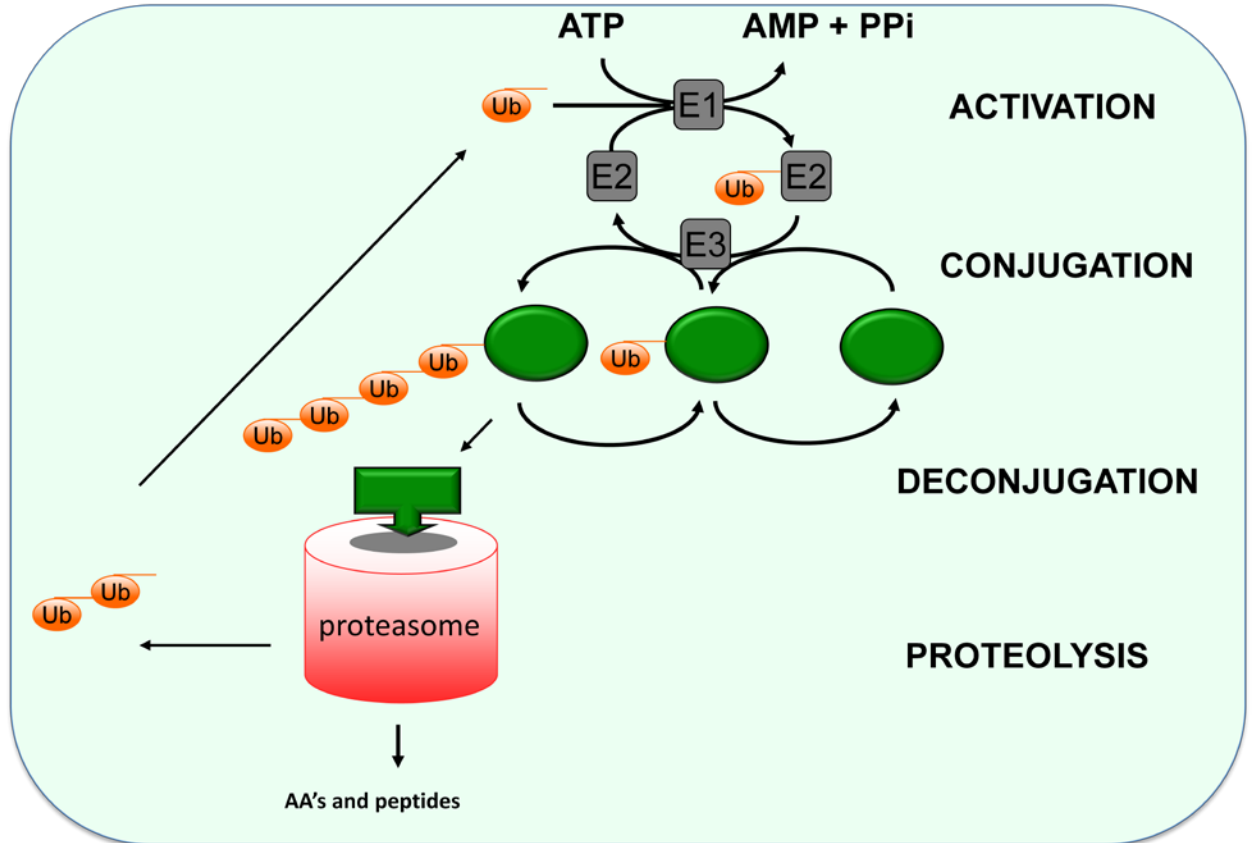 ATP
AMP + PPi
Ub
E1
ACTIVATION
E2
Ub
E2
E3
CONJUGATION
Ub
Ub
Ub
Ub
Ub
DECONJUGATION
Ub
Ub
proteasome
PROTEOLYSIS
AA's and peptides